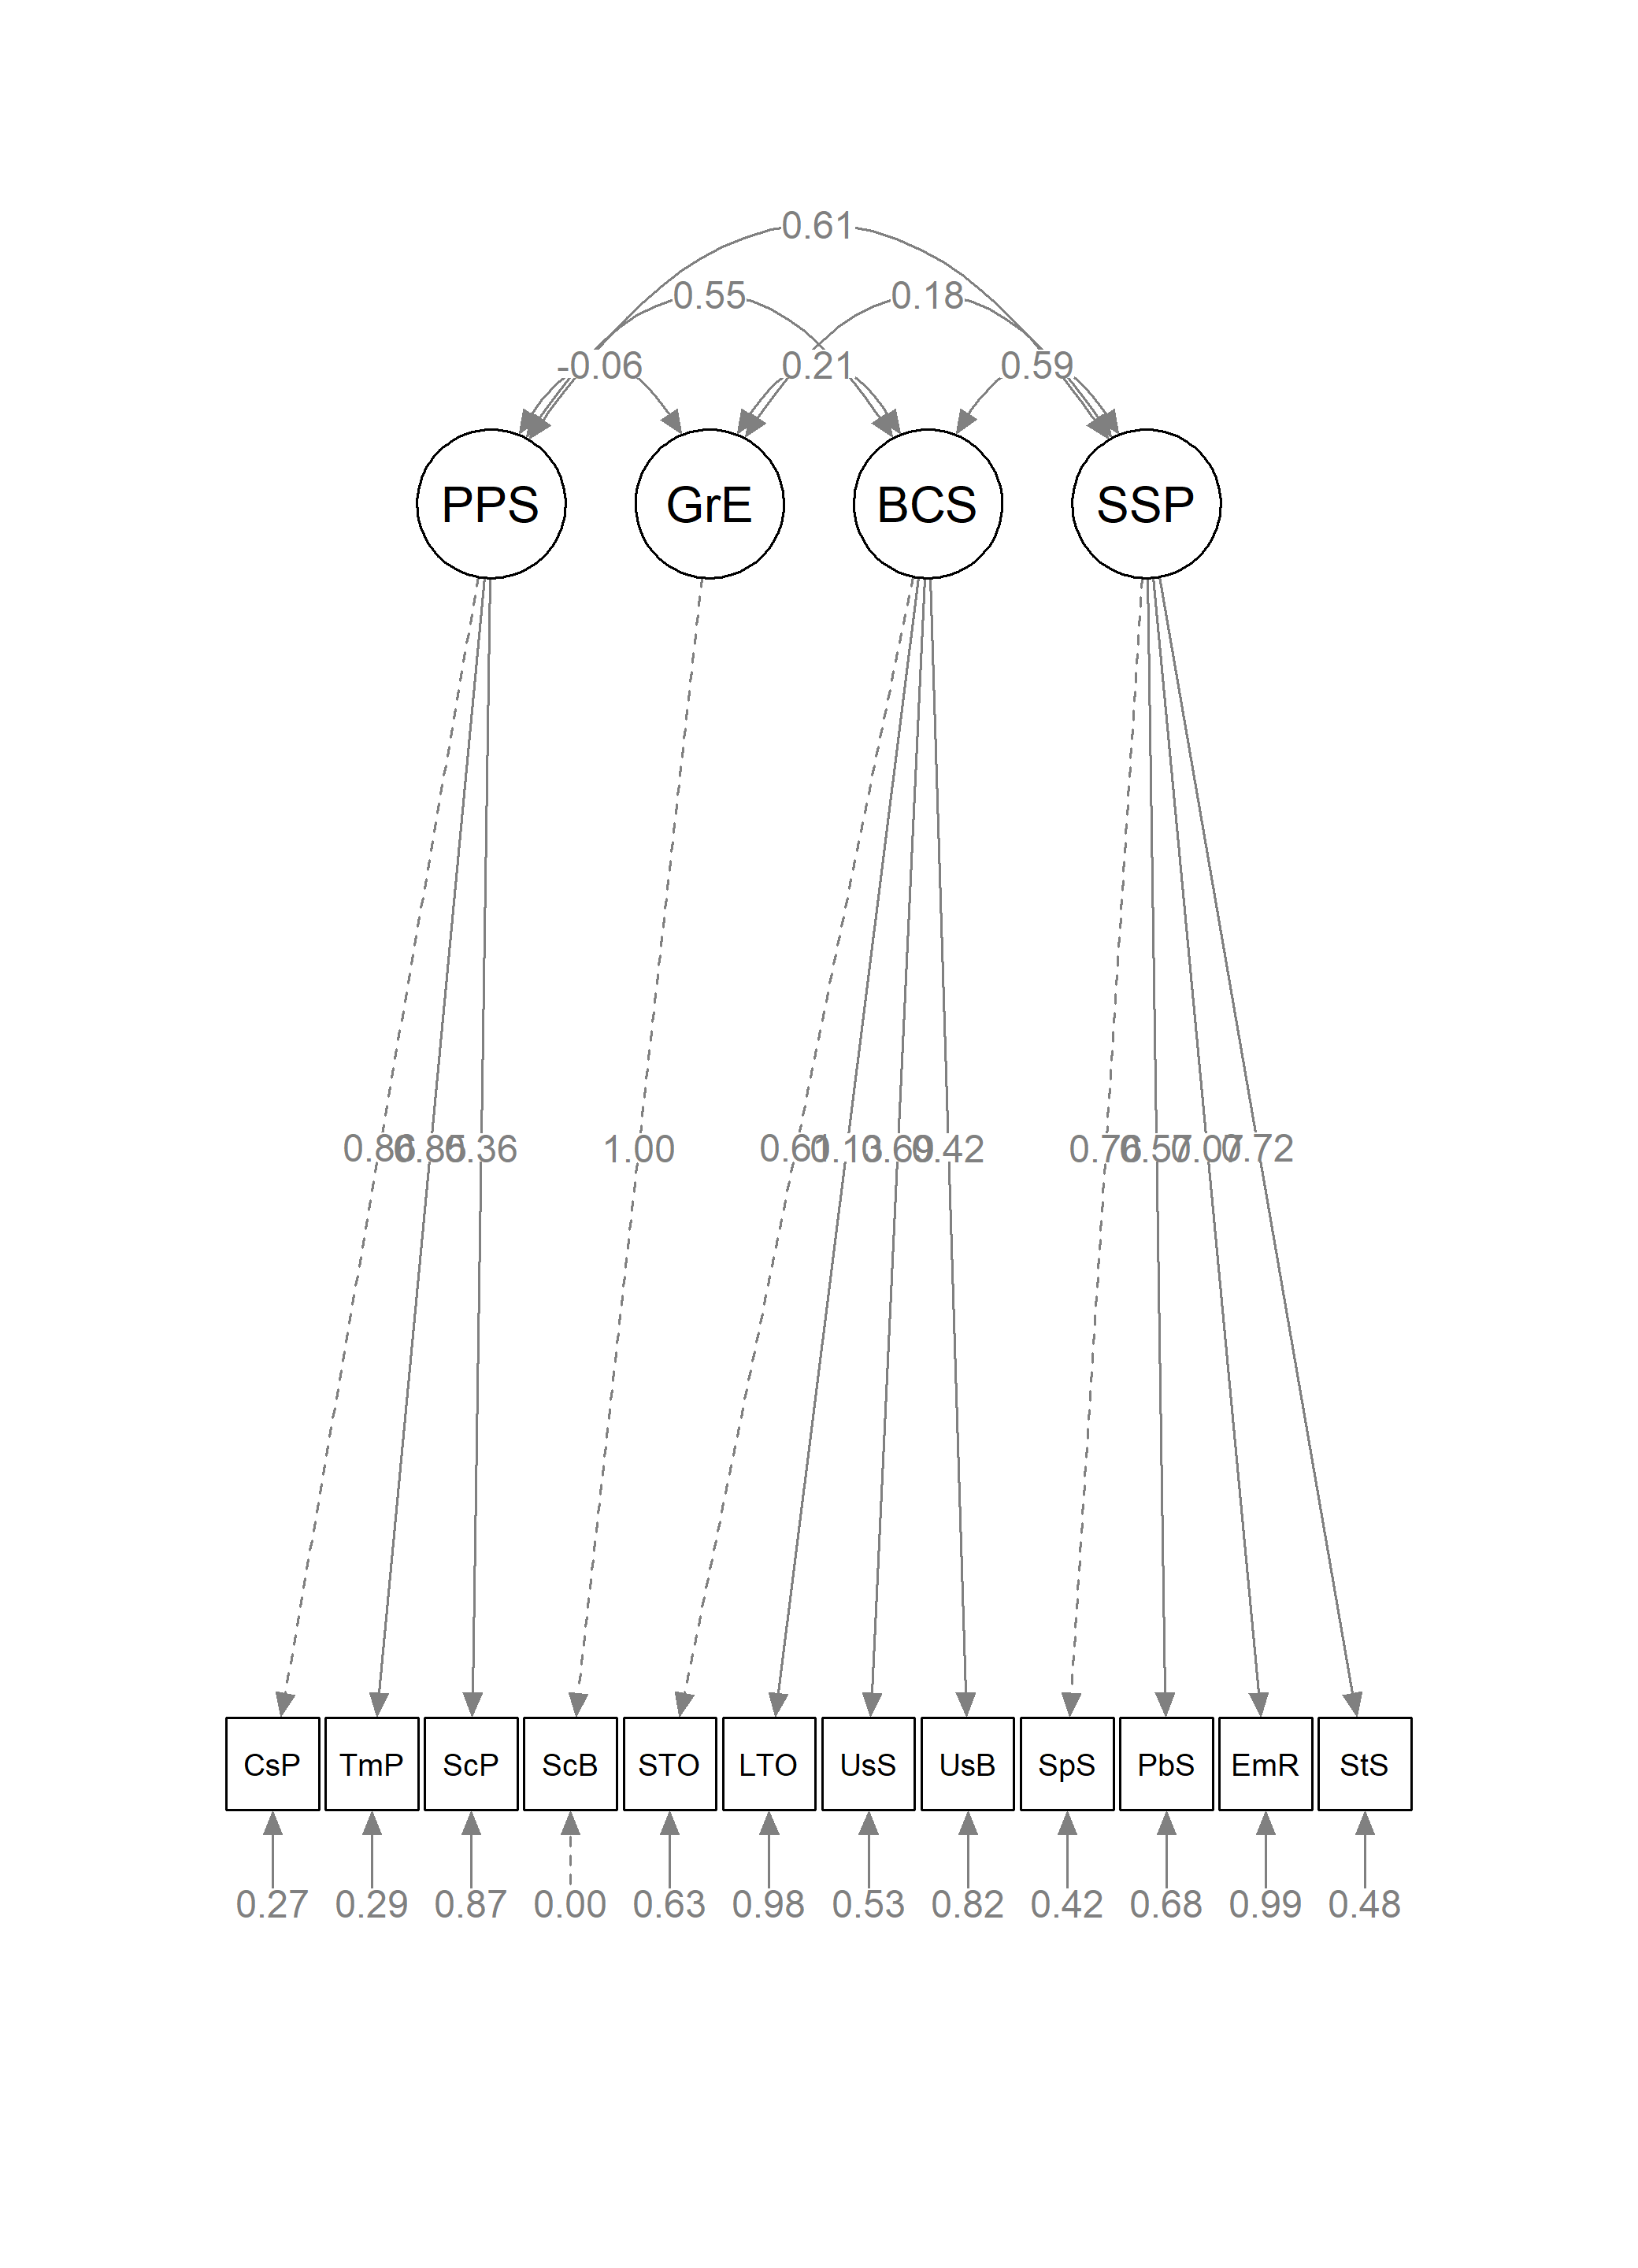 0.61
0.55 0.18
-0.06 0.21 0.59
PPS GrE BCS SSP
0.86 0.85 0.36 1.00 0.61 0.13 0.69 0.42 0.76 0.57 0.07 0.72
CsP TmP ScP ScB STO LTO UsS UsB SpS PbS EmR StS
0.27 0.29 0.87 0.00 0.63 0.98 0.53 0.82 0.42 0.68 0.99 0.48